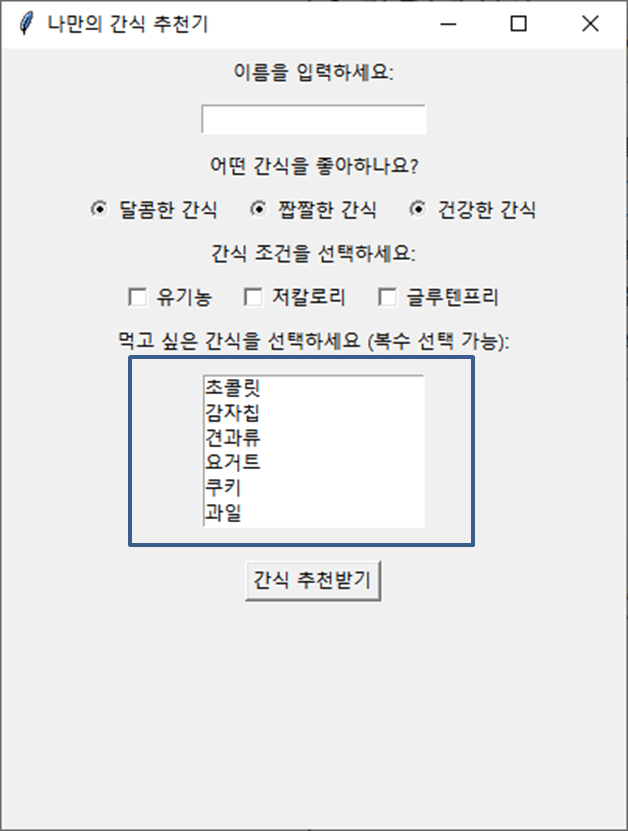 나만의 간식 추천기
이름을 입력하세요:
어떤 간식을 좋아하나요?
달콤한 간식 짭짤한 간식 건강한 간식
간식 조건을 선택하세요:
유기농 저칼로리 글루텐프리
먹고 싶은 간식을 선택하세요 (복수 선택 가능):
초콜릿
감자칩
견과류
요거트
쿠키
과일
간식 추천받기